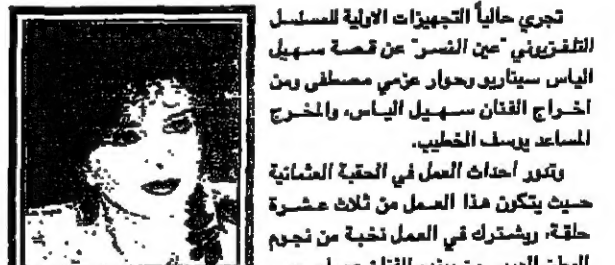 تجري حالياً التجهيزات الاولية للمسلسل
التلفزيوني "عين النسر" عن قصة سهيل
الياس سيناريو وحوار عزمي مصطفى ومن
اخراج الفنان سهيل الياس، والمخرج
المساعد يوسف الخطيب.
وتدور احداث العمل في الحقبة العثمانية
حيث يتكون هذا العمل من ثلاث عشرة
حلقة، ويشترك في العمل نخبة من نجوم